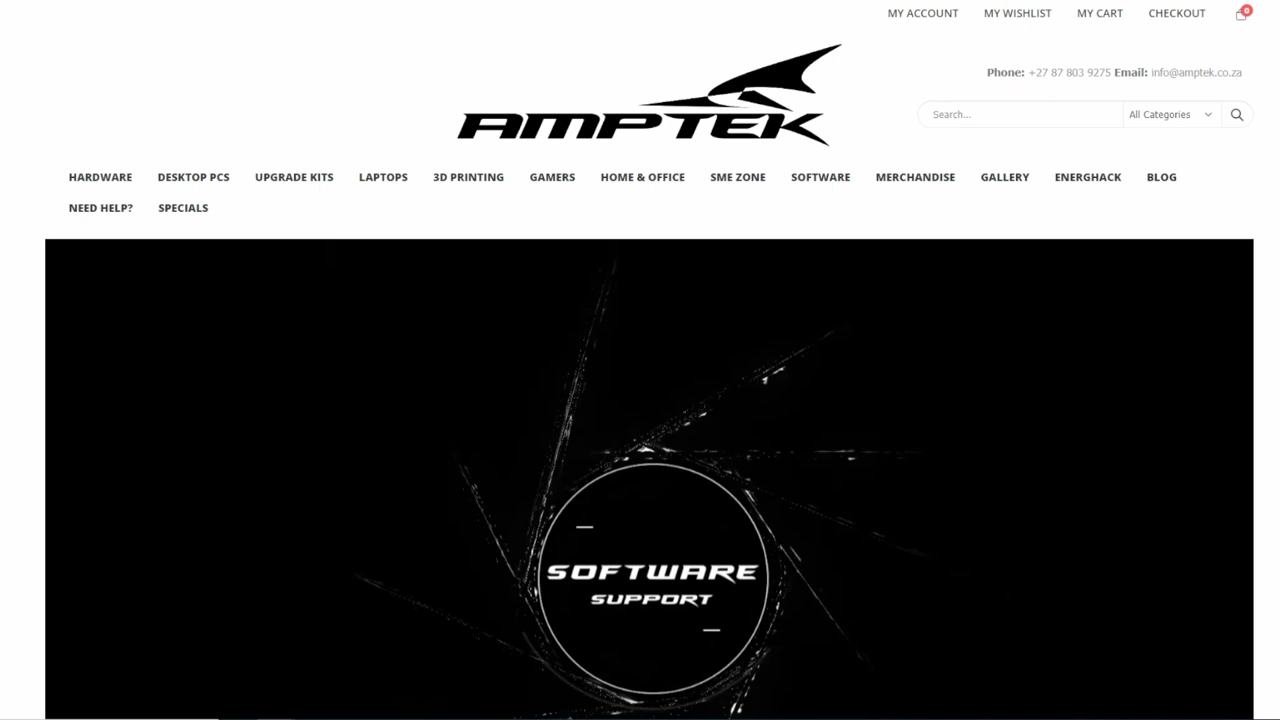 MY ACCOUNT MY WISHLIST MY CART CHECKOUT 0
AMPTEK
Phone: +27 87 803 9275 Email: info@amptek.co.za
Search... All Categories
HARDWARE DESKTOP PCS UPGRADE KITS LAPTOPS 3D PRINTING GAMERS HOME & OFFICE SME ZONE SOFTWARE MERCHANDISE GALLERY ENERGHACK BLOG
NEED HELP? SPECIALS
SOFTWARE
SUPPORT